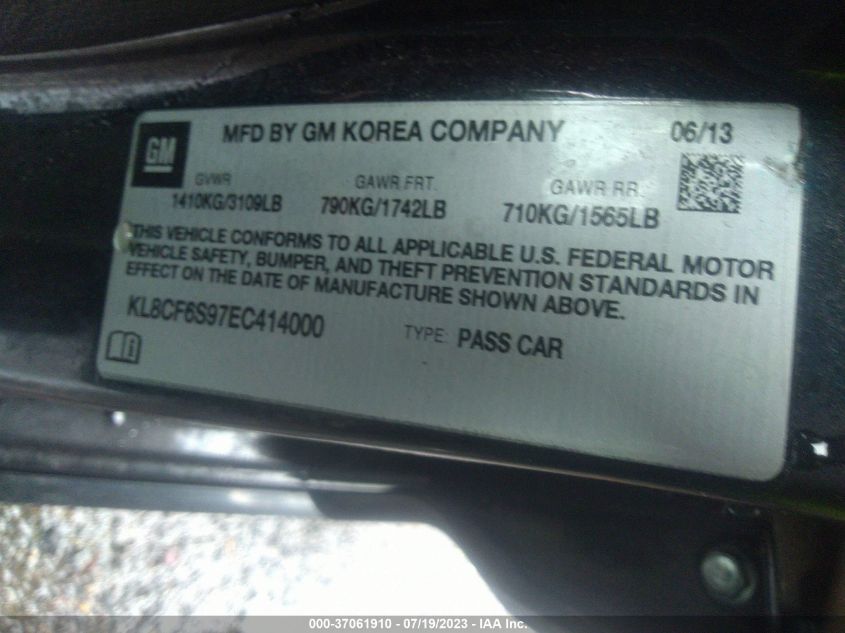 GM
MFD BY GM KOREA COMPANY 06/13
GVWR GAWR FRT. GAWR RR.
1410KG/3109LB 790KG/1742LB 710KG/1565LB
THIS VEHICLE CONFORMS TO ALL APPLICABLE U.S. FEDERAL MOTOR
VEHICLE SAFETY, BUMPER, AND THEFT PREVENTION STANDARDS IN
EFFECT ON THE DATE OF MANUFACTURE SHOWN ABOVE.
KL8CF6S97EC414000 TYPE: PASS CAR
000-37061910 - 07/19/2023 - IAA Inc.